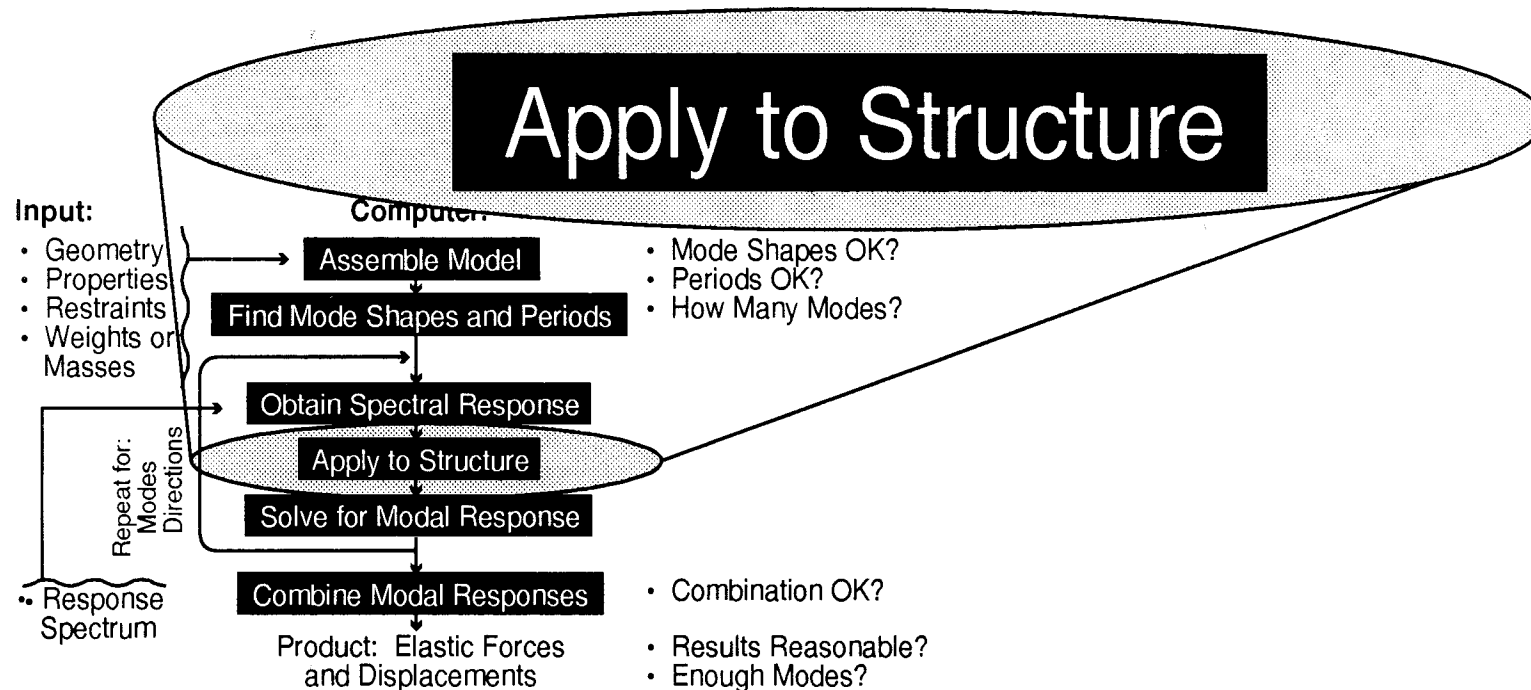 Apply to Structure
Input:
• Geometry
• Properties
• Restraints
• Weights or
Masses
•• Response
Spectrum
Computer:
Assemble Model
Find Mode Shapes and Periods
Obtain Spectral Response
Apply to Structure
Solve for Modal Response
Combine Modal Responses
Product: Elastic Forces
and Displacements
Repeat for:
Modes
Directions
• Mode Shapes OK?
• Periods OK?
• How Many Modes?
• Combination OK?
• Results Reasonable?
• Enough Modes?